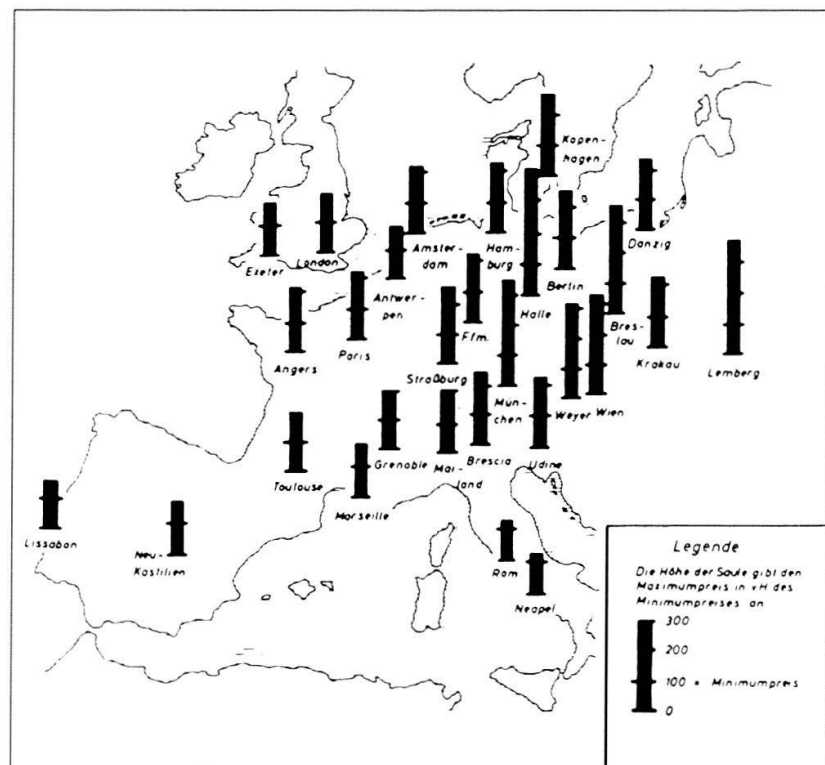 Kopen-
hagen
Danzig
Amster-
dam
Ham-
burg
London
Exeter
Berlin
Antwer-
pen
Halle
Bres-
lau
Ffm.
Paris
Angers
Krakau
Lemberg
Straßburg
Mün-
chen
Weyer
Wien
Grenoble
Mai-
land
Brescia
Udine
Toulouse
Marseille
Lissabon
Neu-
Kastilien
Rom
Neapel
Legende
Die Höhe der Säule gibt den
Maximumpreis in vH des
Minimumpreises an
300
200
100 = Minimumpreis
0